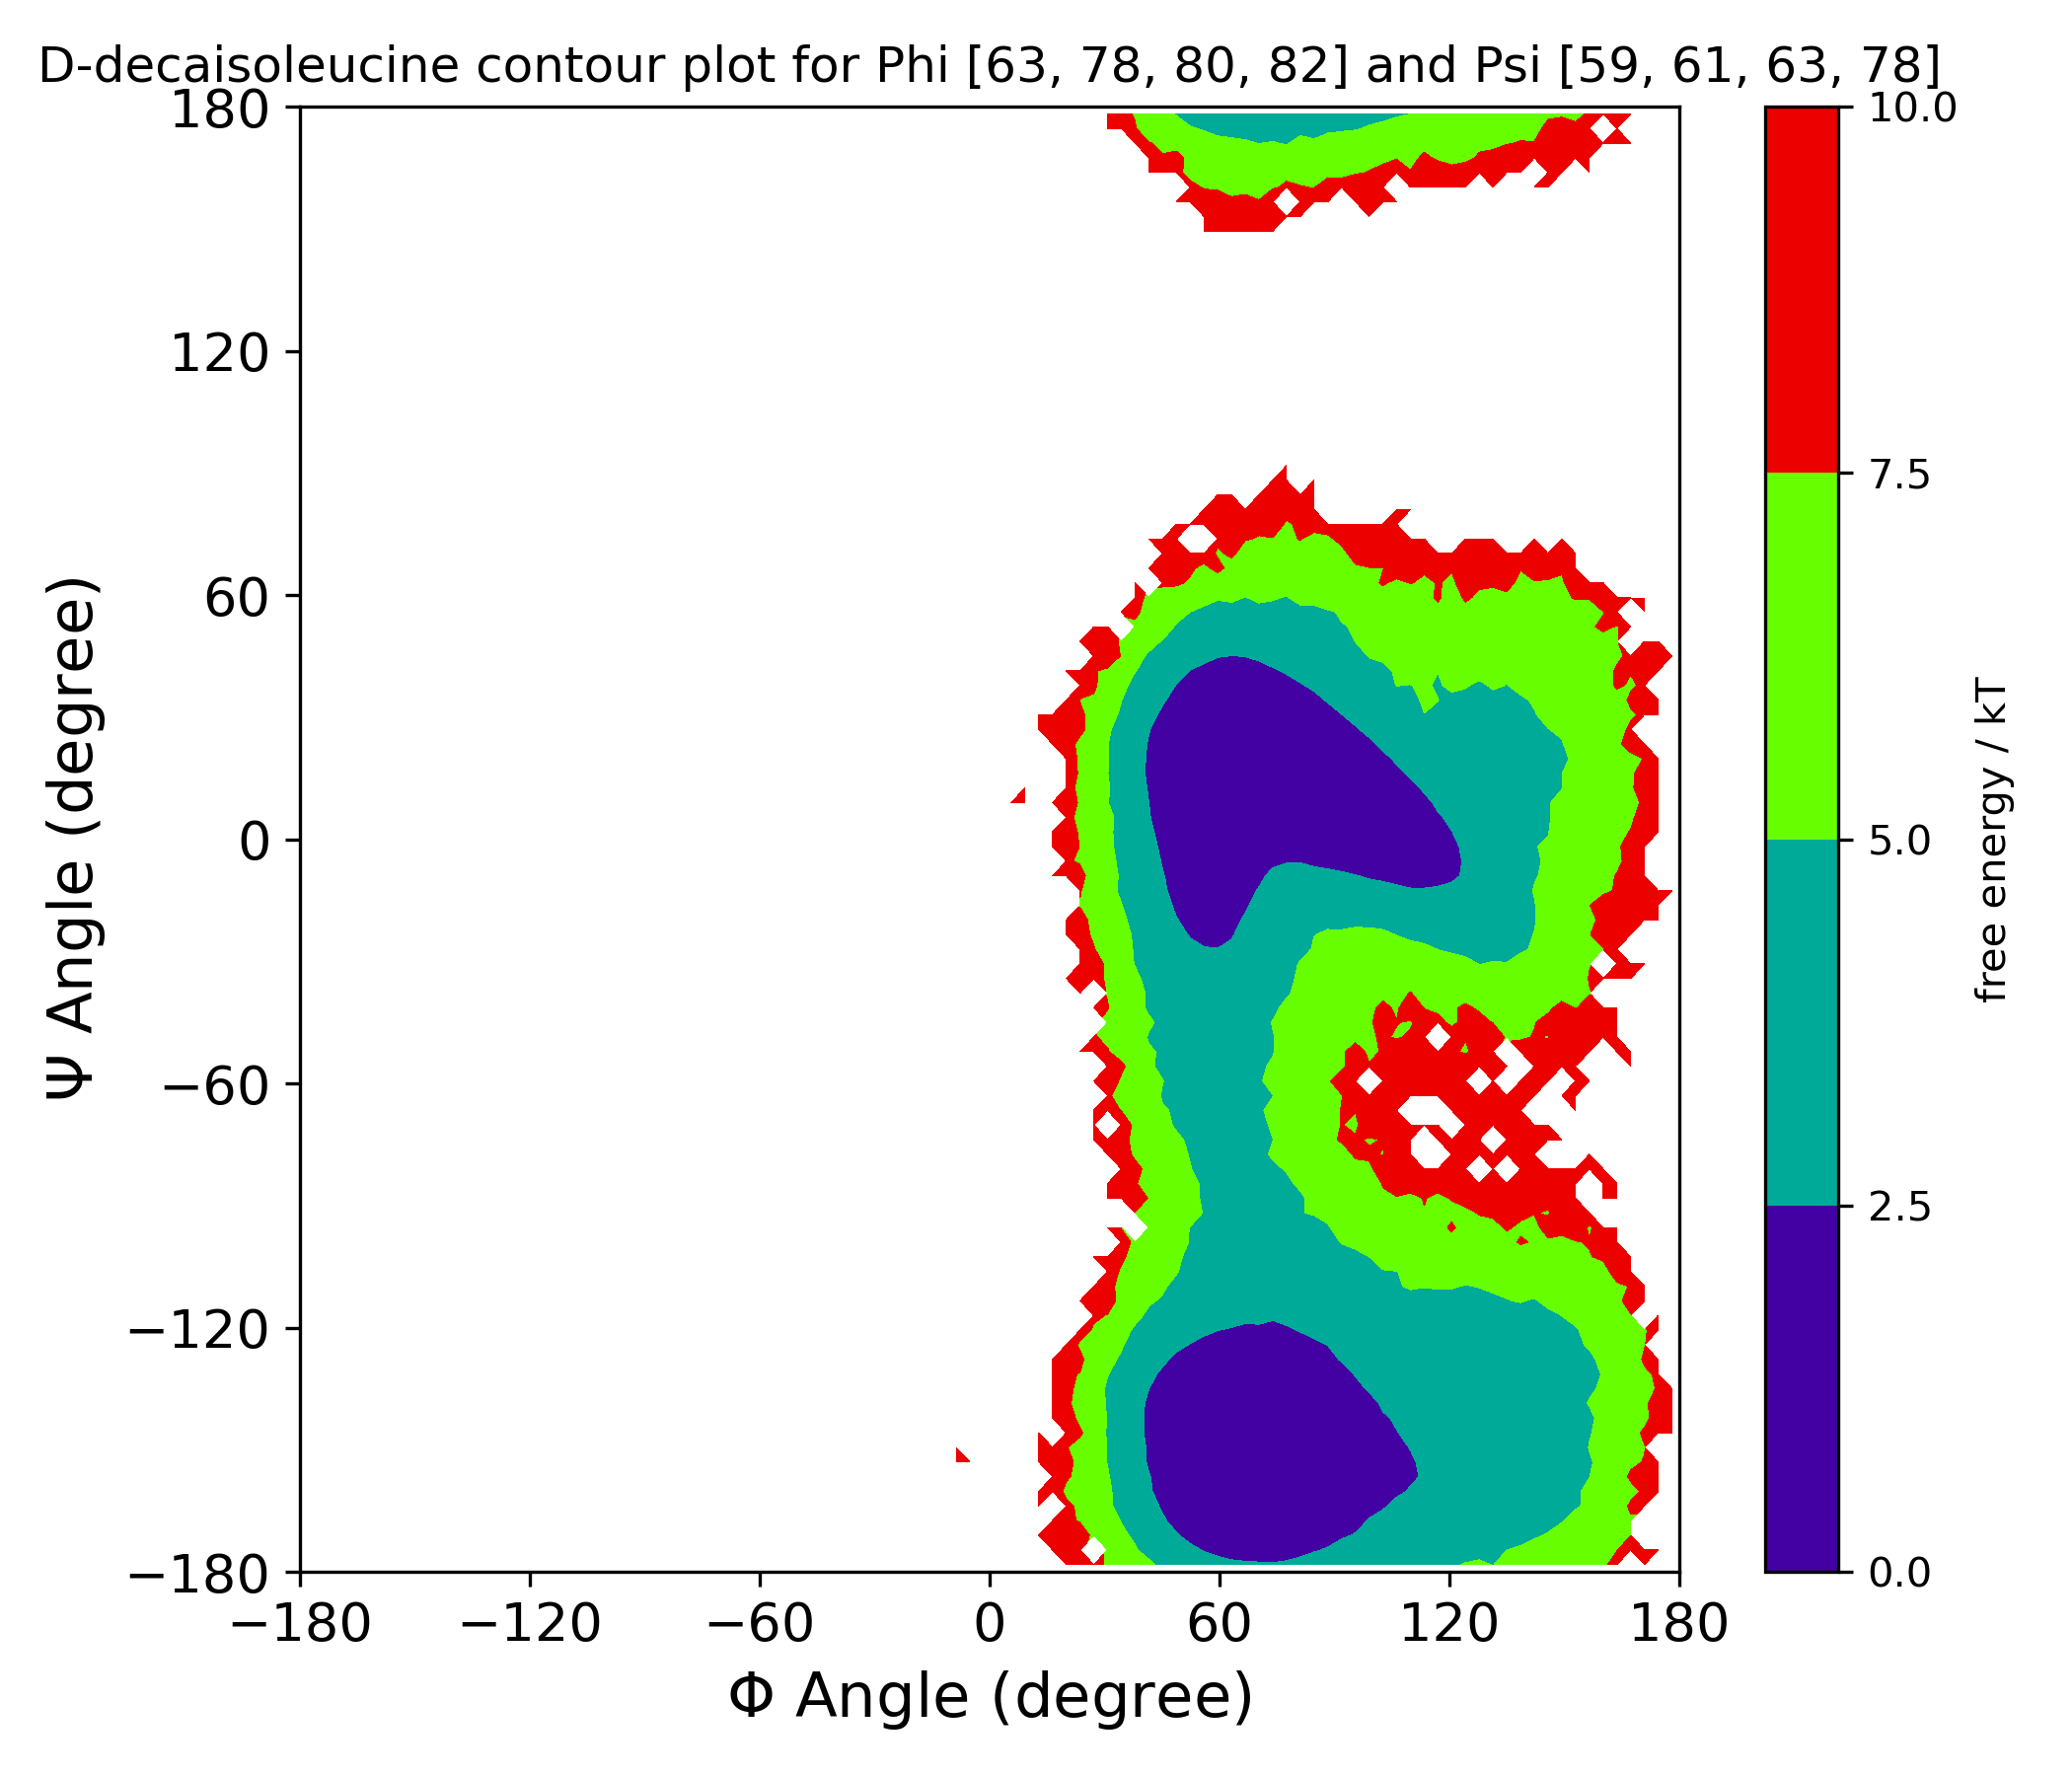 D-decaisoleucine contour plot for Phi [63, 78, 80, 82] and Psi [59, 61, 63, 78]
180
120
60
0
−60
−120
−180
Ψ Angle (degree)
−180 −120 −60 0 60 120 180
Φ Angle (degree)
10.0
7.5
5.0
2.5
0.0
free energy / kT